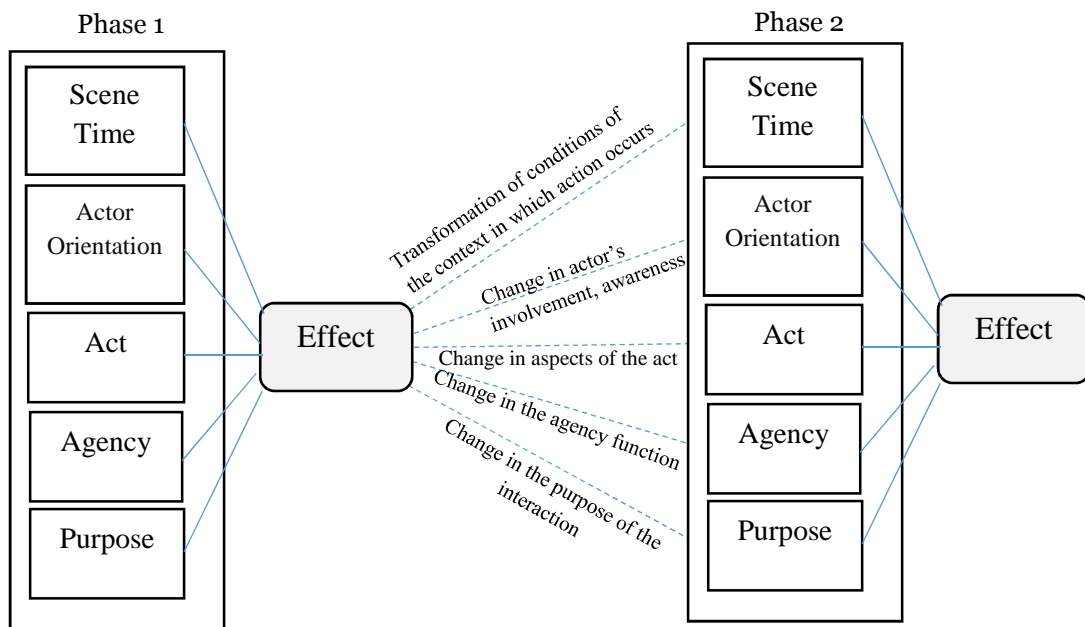 Phase 1
Scene
Time
Actor
Orientation
Act
Agency
Purpose
Effect
Transformation of conditions of
the context in which action occurs
Change in actor’s
involvement, awareness
Change in aspects of the act
Change in the agency function
Change in the purpose of the
interaction
Phase 2
Scene
Time
Actor
Orientation
Act
Agency
Purpose
Effect